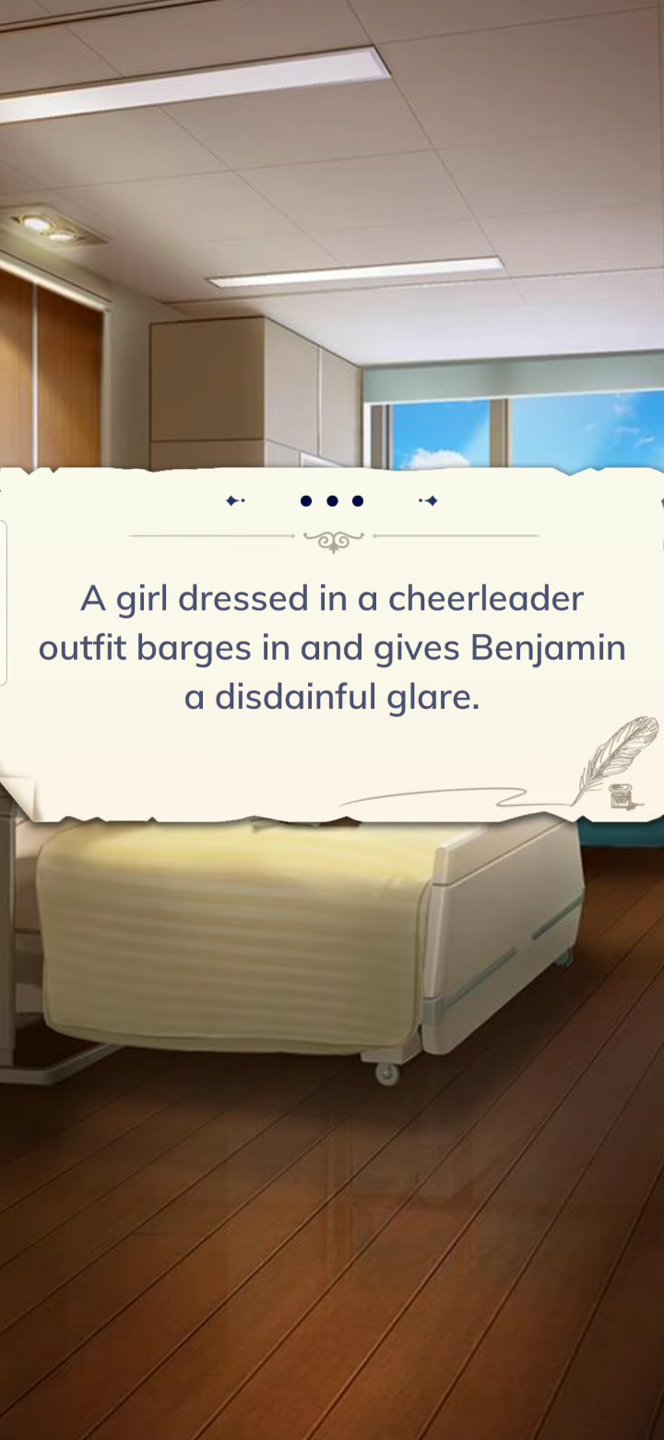 A girl dressed in a cheerleader
outfit barges in and gives Benjamin
a disdainful glare.